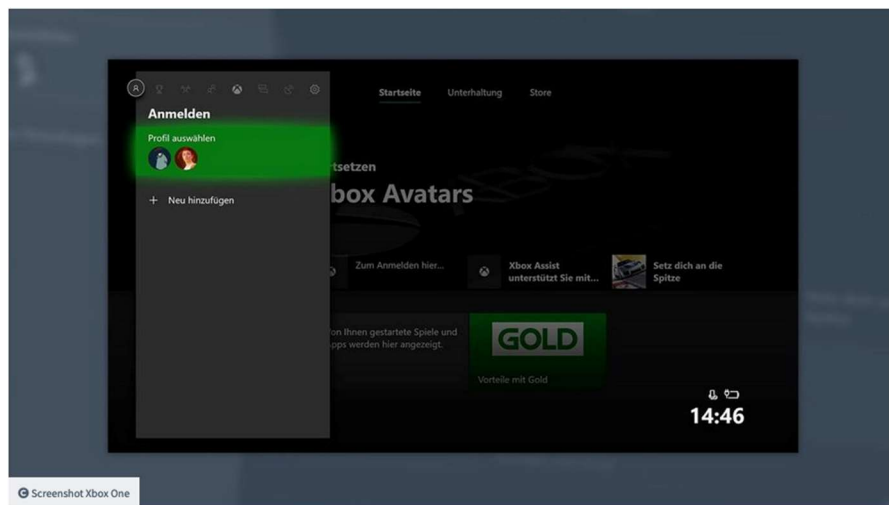 Startseite Unterhaltung Store
Anmelden
Profil auswählen
+ Neu hinzufügen
tsetzen
box Avatars
Zum Anmelden hier...
Xbox Assist
unterstützt Sie mit...
Setz dich an die
Spitze
on Ihnen gestartete Spiele und
pps werden hier angezeigt.
GOLD
Vorteile mit Gold
14:46
Screenshot Xbox One